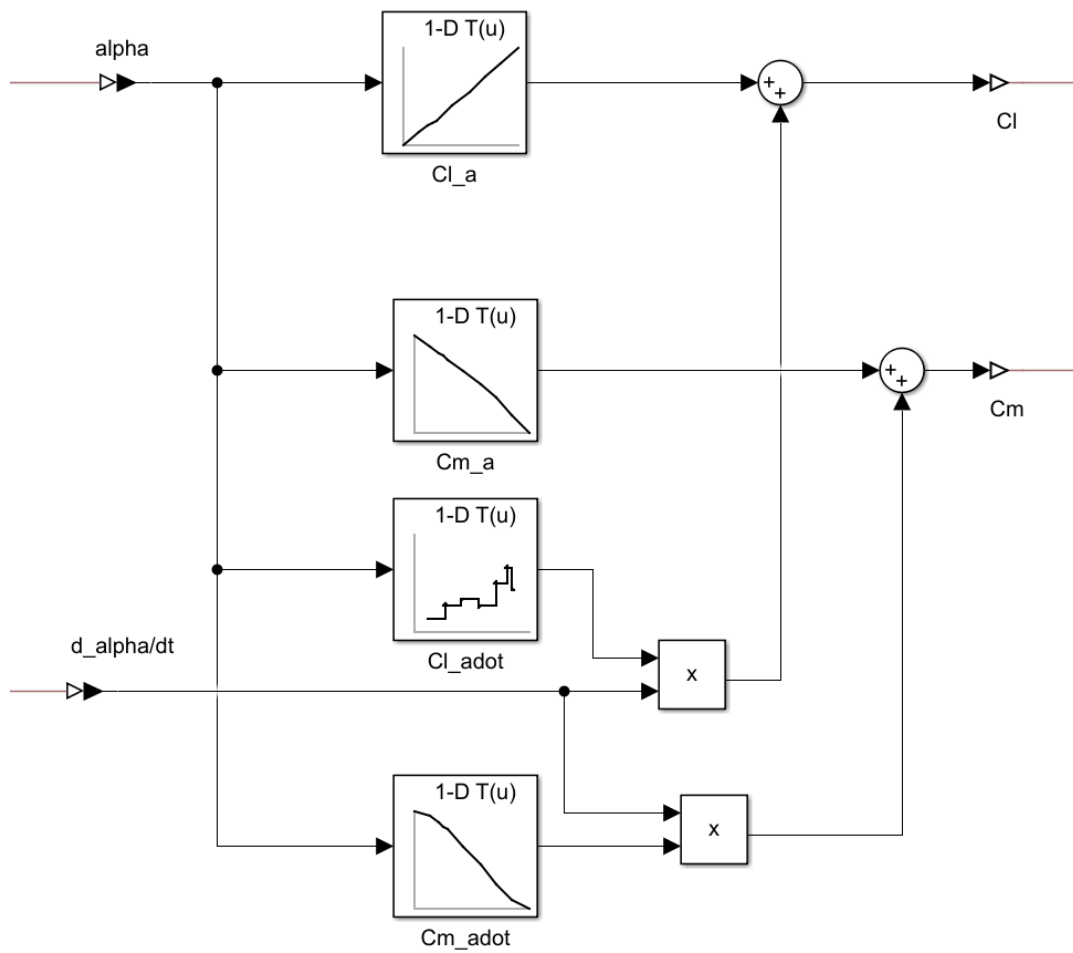 alpha
1-D T(u)
+
+
Cl_a
Cl
1-D T(u)
+
+
Cm_a
Cm
1-D T(u)
Cl_adot
d_alpha/dt
x
1-D T(u)
x
Cm_adot